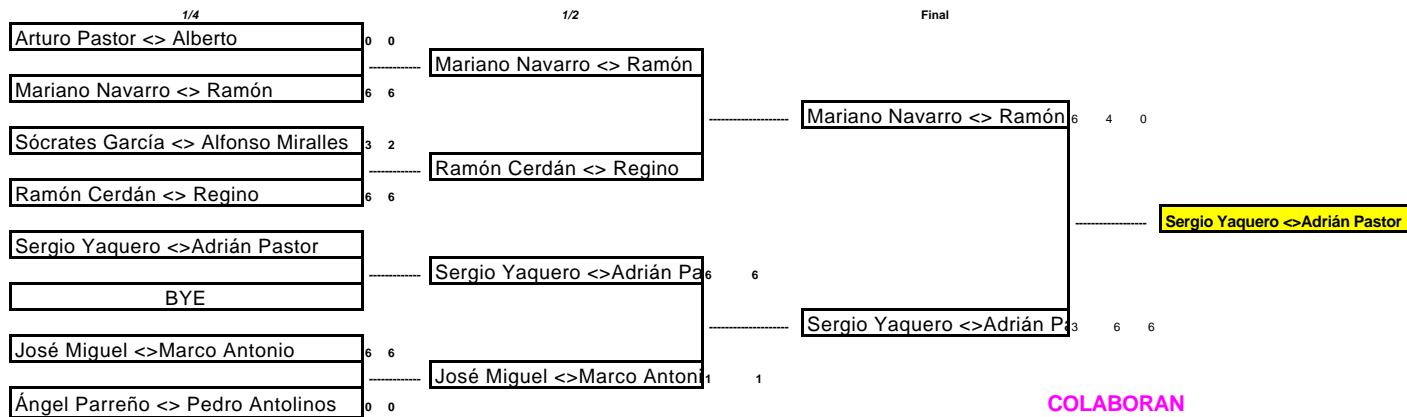 1/4
1/2
Final
Arturo Pastor <> Alberto 0 0
Mariano Navarro <> Ramón
Mariano Navarro <> Ramón 6 6
Mariano Navarro <> Ramón 6 4 0
Sócrates García <> Alfonso Miralles 3 2
Ramón Cerdán <> Regino
Ramón Cerdán <> Regino 6 6
Sergio Yaquero <>Adrián Pastor
Sergio Yaquero <>Adrián Pastor
Sergio Yaquero <>Adrián Pa 6 6
BYE
Sergio Yaquero <>Adrián Pa 3 6 6
José Miguel <>Marco Antonio 6 6
José Miguel <>Marco Antoni 1 1
Ángel Parreño <> Pedro Antolinos 0 0
COLABORAN